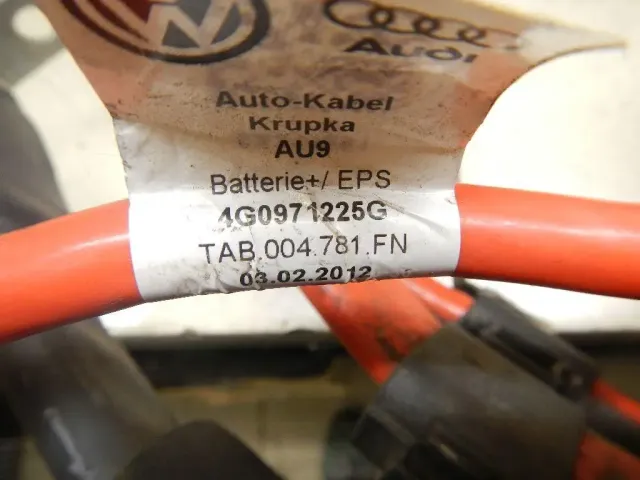 Audi
Auto-Kabel
Krupka
AU9
Batterie+/ EPS
4G0971225G
TAB.004.781.FN
03.02.2012